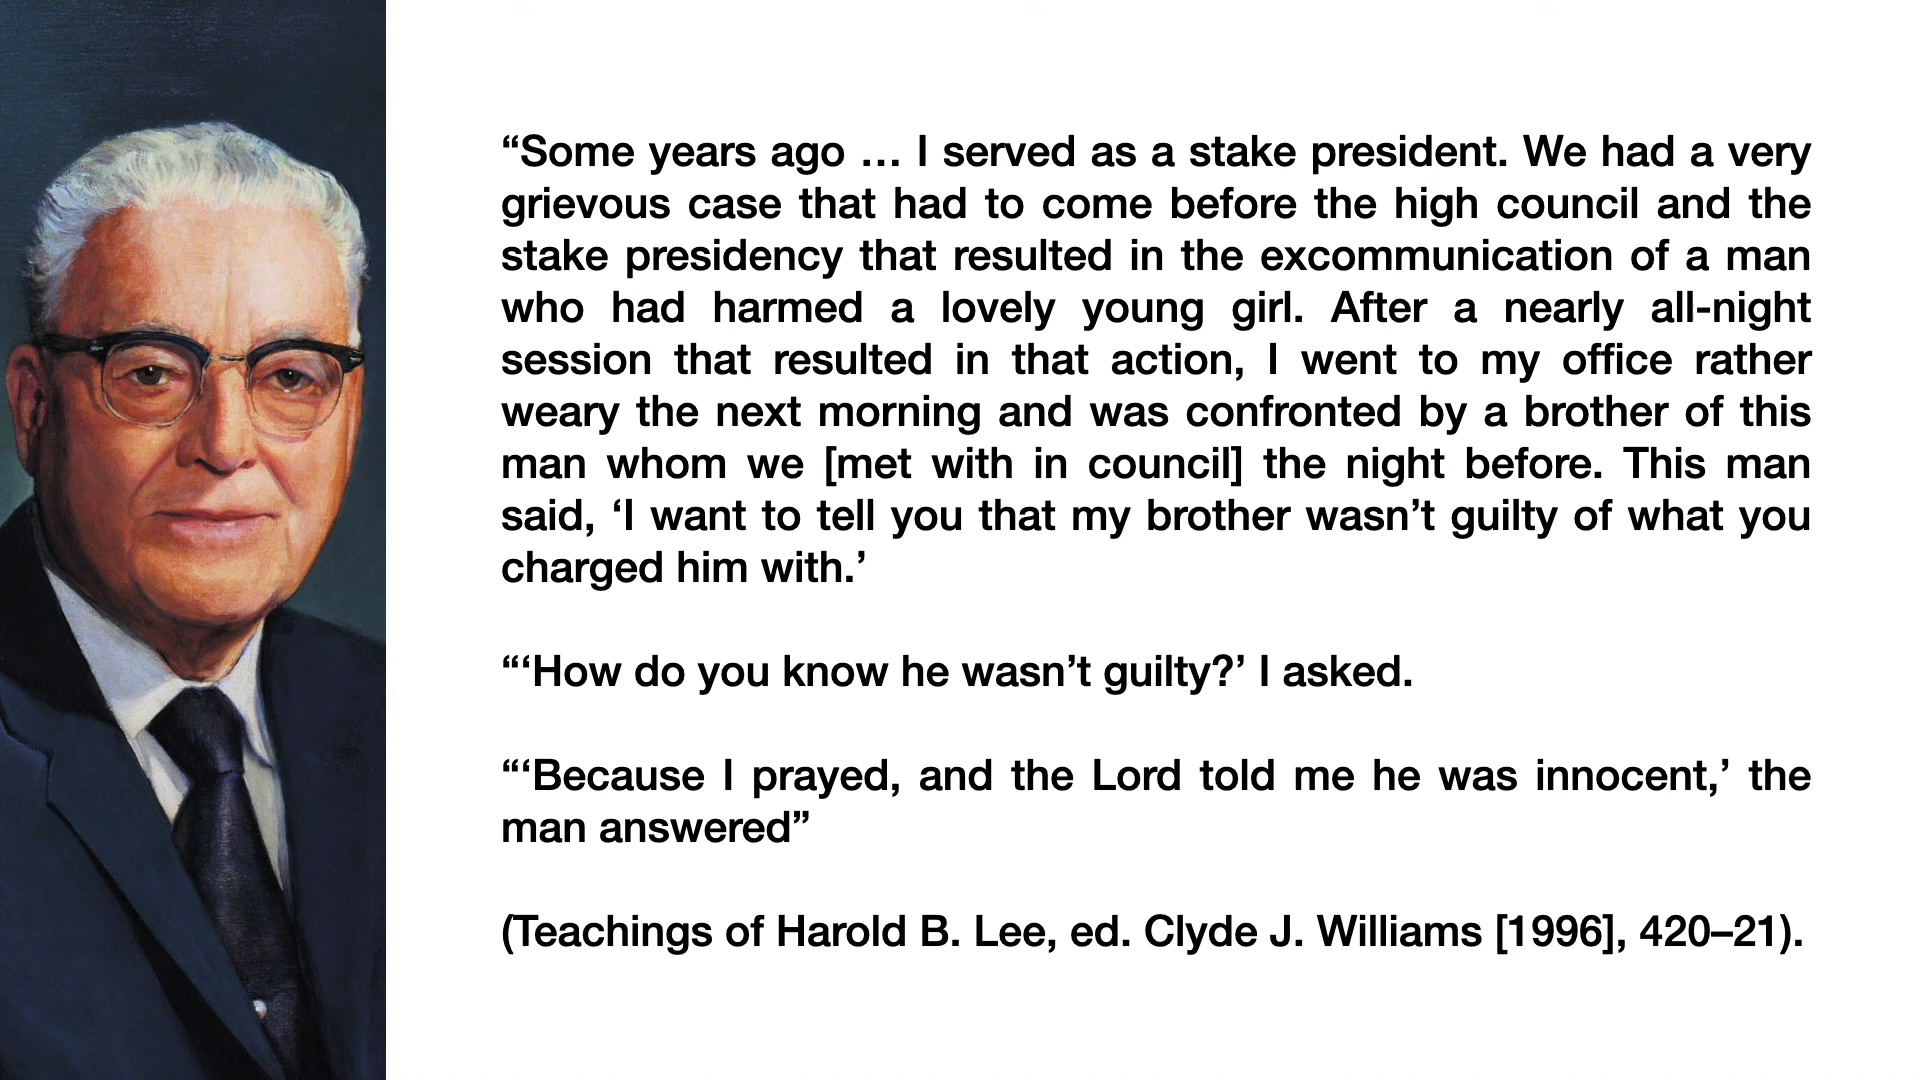 “Some years ago … I served as a stake president. We had a very
grievous case that had to come before the high council and the
stake presidency that resulted in the excommunication of a man
who had harmed a lovely young girl. After a nearly all-night
session that resulted in that action, I went to my office rather
weary the next morning and was confronted by a brother of this
man whom we [met with in council] the night before. This man
said, ‘I want to tell you that my brother wasn’t guilty of what you
charged him with.’
“‘How do you know he wasn’t guilty?’ I asked.
“‘Because I prayed, and the Lord told me he was innocent,’ the
man answered”
(Teachings of Harold B. Lee, ed. Clyde J. Williams [1996], 420–21).